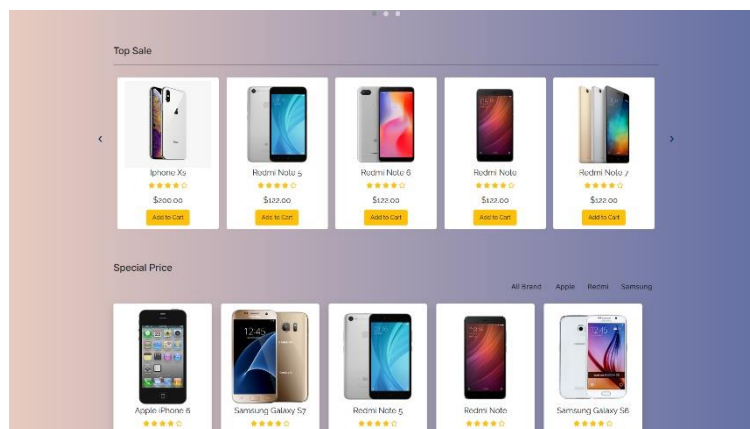 Top Sale
Iphone Xs
Redmi Note 5
Redmi Note 6
Redmi Note
Redmi Note 7
$200.00
$122.00
$122.00
$122.00
$122.00
Add to Cart
Add to Cart
Add to Cart
Add to Cart
Add to Cart
Special Price
All Brand Apple Redmi Samsung
12:45
Apple iPhone 6
Samsung Galaxy S7
Redmi Note 5
Redmi Note
Samsung Galaxy S6